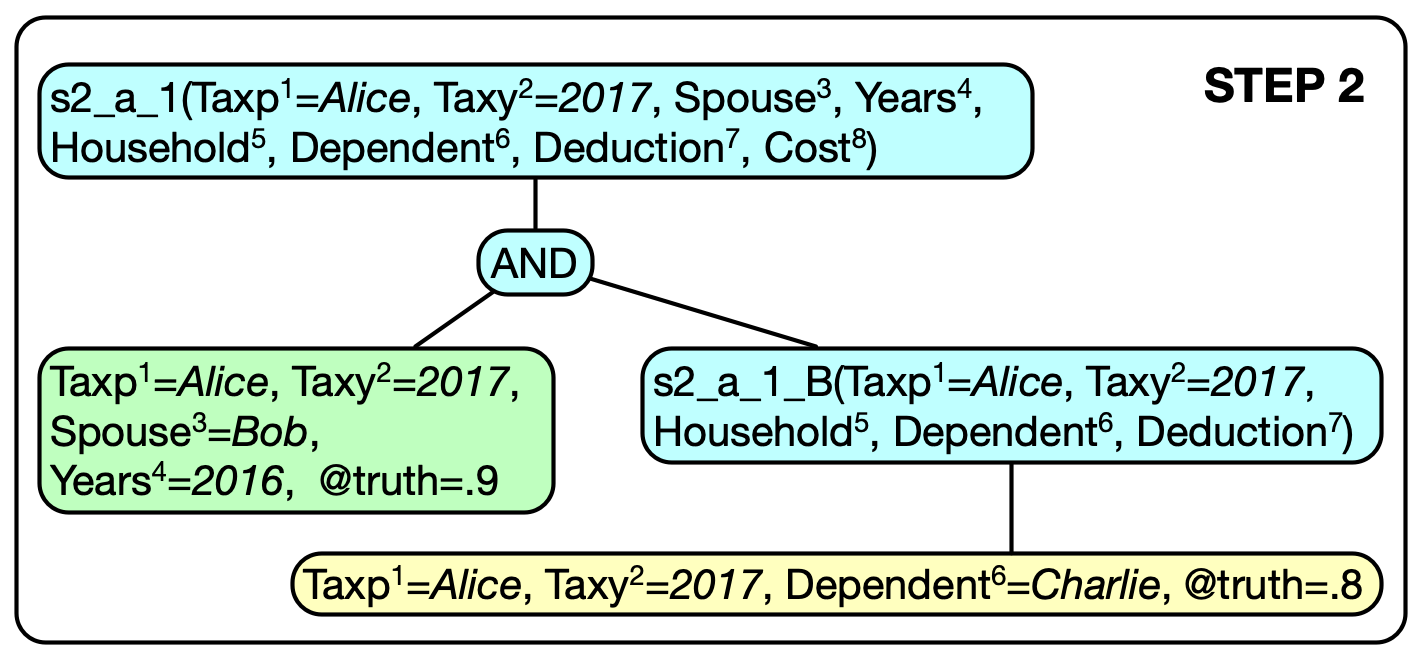 STEP 2
s2_a_1(Taxp¹=Alice, Taxy²=2017, Spouse³, Years⁴,
Household⁵, Dependent⁶, Deduction⁷, Cost⁸)
AND
Taxp¹=Alice, Taxy²=2017,
Spouse³=Bob,
Years⁴=2016, @truth=.9
s2_a_1_B(Taxp¹=Alice, Taxy²=2017,
Household⁵, Dependent⁶, Deduction⁷)
Taxp¹=Alice, Taxy²=2017, Dependent⁶=Charlie, @truth=.8